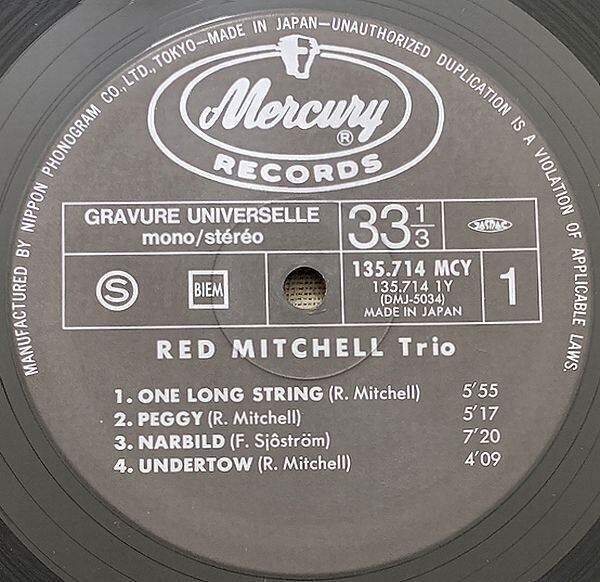 MANUFACTURED BY NIPPON PHONOGRAM CO., LTD., TOKYO—MADE IN JAPAN—UNAUTHORIZED DUPLICATION IS A VIOLATION OF APPLICABLE LAWS.
Mercury ®
RECORDS
GRAVURE UNIVERSELLE
mono/stéréo
33 1/3
JASRAC
S
BIEM
135.714 MCY
135.714 1Y
(DMJ-5034)
MADE IN JAPAN
1
RED MITCHELL Trio
1. ONE LONG STRING (R. Mitchell) 5′55
2. PEGGY (R. Mitchell) 5′17
3. NARBILD (F. Sjôström) 7′20
4. UNDERTOW (R. Mitchell) 4′09